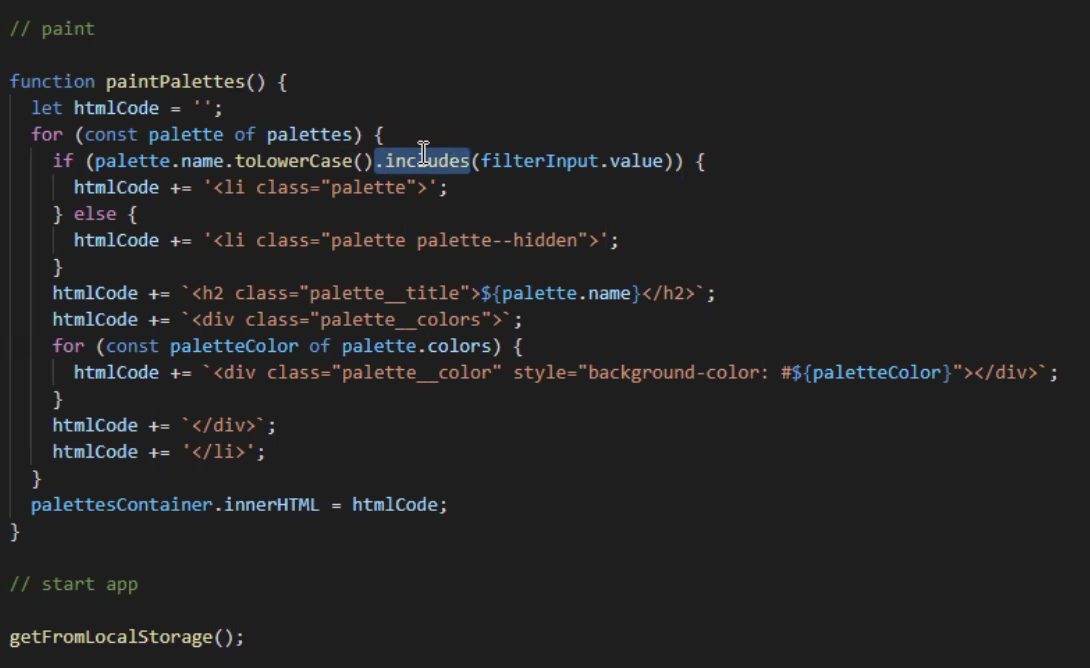 // paint
function paintPalettes() {
let htmlCode = '';
for (const palette of palettes) {
if (palette.name.toLowerCase().includes(filterInput.value)) {
htmlCode += '<li class="palette">';
} else {
htmlCode += '<li class="palette palette--hidden">';
}
htmlCode += `<h2 class="palette__title">${palette.name}</h2>`;
htmlCode += `<div class="palette__colors">`;
for (const paletteColor of palette.colors) {
htmlCode += `<div class="palette__color" style="background-color: #${paletteColor}"></div>`;
}
htmlCode += `</div>`;
htmlCode += '</li>';
}
palettesContainer.innerHTML = htmlCode;
}
// start app
getFromLocalStorage();